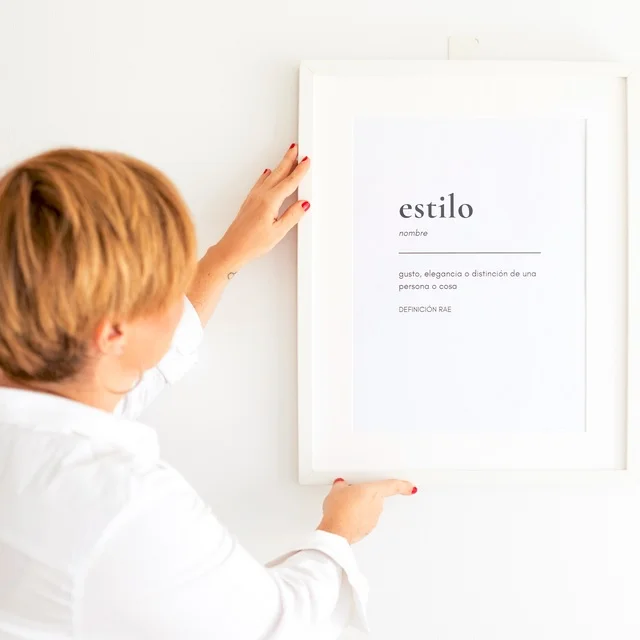 estilo
nombre
gusto, elegancia o distinción de una
persona o cosa
DEFINICIÓN RAE